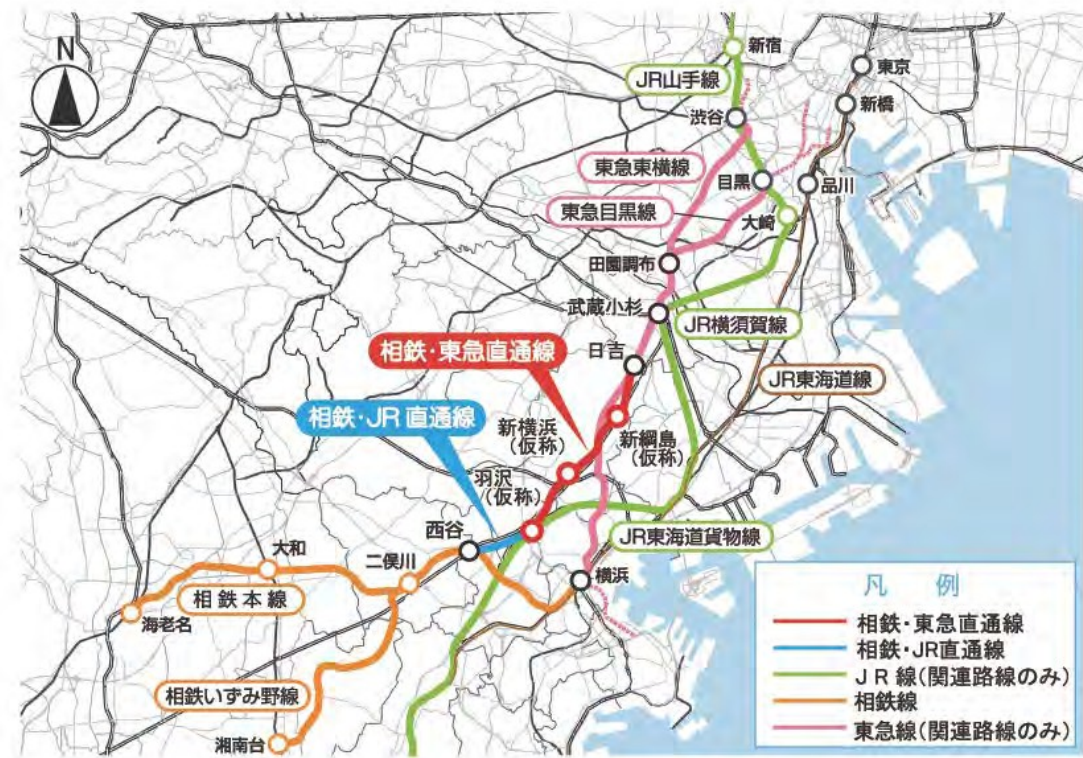 N
新宿
東京
JR山手線
新橋
渋谷
東急東横線
目黒
品川
東急目黒線
大崎
田園調布
武蔵小杉
JR横須賀線
相鉄・東急直通線
日吉
JR東海道線
相鉄・JR直通線
新横浜
(仮称)
新綱島
(仮称)
羽沢
(仮称)
西谷
JR東海道貨物線
大和
二俣川
横浜
相鉄本線
海老名
相鉄いずみ野線
湘南台
凡 例
相鉄・東急直通線
相鉄・JR直通線
JR線(関連路線のみ)
相鉄線
東急線(関連路線のみ)